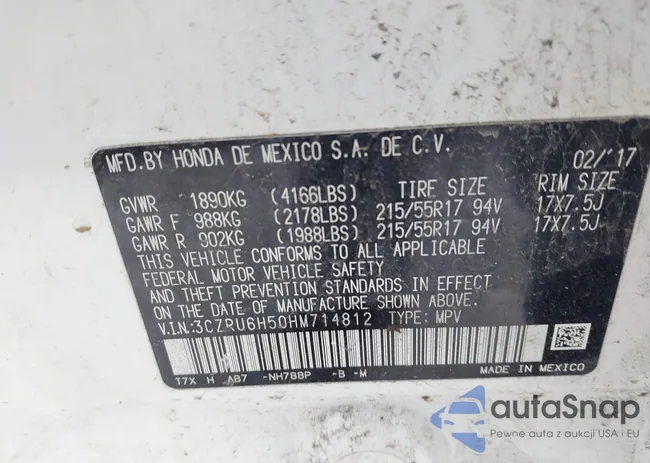 MFD.BY HONDA DE MEXICO S.A. DE C.V. 02/'17
GVWR 1890KG (4166LBS) TIRE SIZE RIM SIZE
GAWR F 988KG (2178LBS) 215/55R17 94V 17X7.5J
GAWR R 902KG (1988LBS) 215/55R17 94V 17X7.5J
THIS VEHICLE CONFORMS TO ALL APPLICABLE
FEDERAL MOTOR VEHICLE SAFETY
AND THEFT PREVENTION STANDARDS IN EFFECT
ON THE DATE OF MANUFACTURE SHOWN ABOVE.
V.I.N:3CZRU6H50HM714812 TYPE: MPV
T7X H AB7 -NH788P -B -M MADE IN MEXICO
autaSnap
Pewne auta z aukcji USA i EU